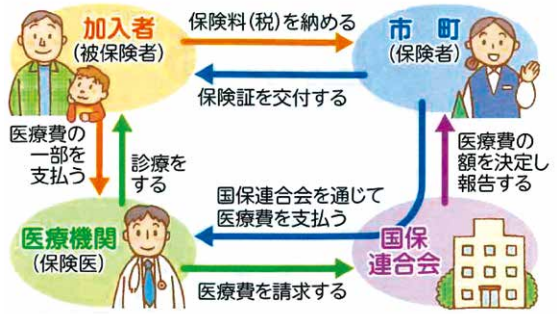 加入者
(被保険者)
保険料(税)を納める
市 町
(保険者)
保険証を交付する
医療費の
一部を
支払う
診療を
する
医療費の
額を決定し
報告する
国保連合会を通じて
医療費を支払う
医療機関
(保険医)
国保
連合会
医療費を請求する